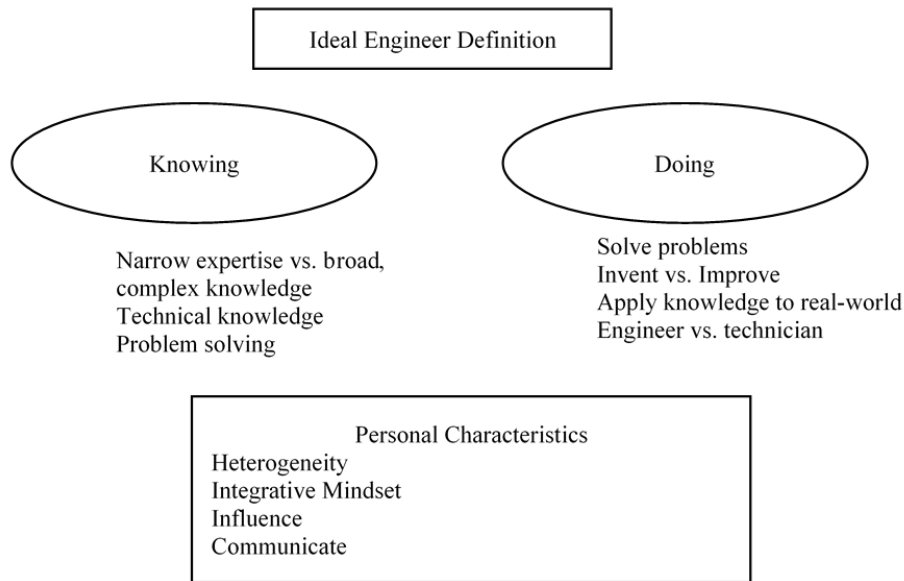 Ideal Engineer Definition
Knowing
Narrow expertise vs. broad,
complex knowledge
Technical knowledge
Problem solving
Doing
Solve problems
Invent vs. Improve
Apply knowledge to real-world
Engineer vs. technician
Personal Characteristics
Heterogeneity
Integrative Mindset
Influence
Communicate